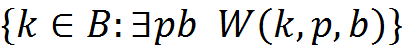 {𝑘 ∈ 𝐵: ∃𝑝𝑏 𝑊(𝑘, 𝑝, 𝑏)}